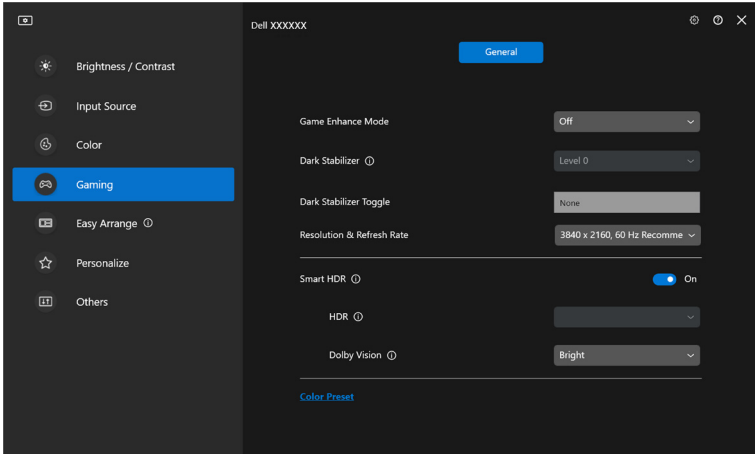 Dell XXXXXX
General
Brightness / Contrast
Input Source
Color
Gaming
Easy Arrange
Personalize
Others
Game Enhance Mode
Off
Dark Stabilizer
Level 0
Dark Stabilizer Toggle
None
Resolution & Refresh Rate
3840 x 2160, 60 Hz Recomme
Smart HDR
On
HDR
Dolby Vision
Bright
Color Preset